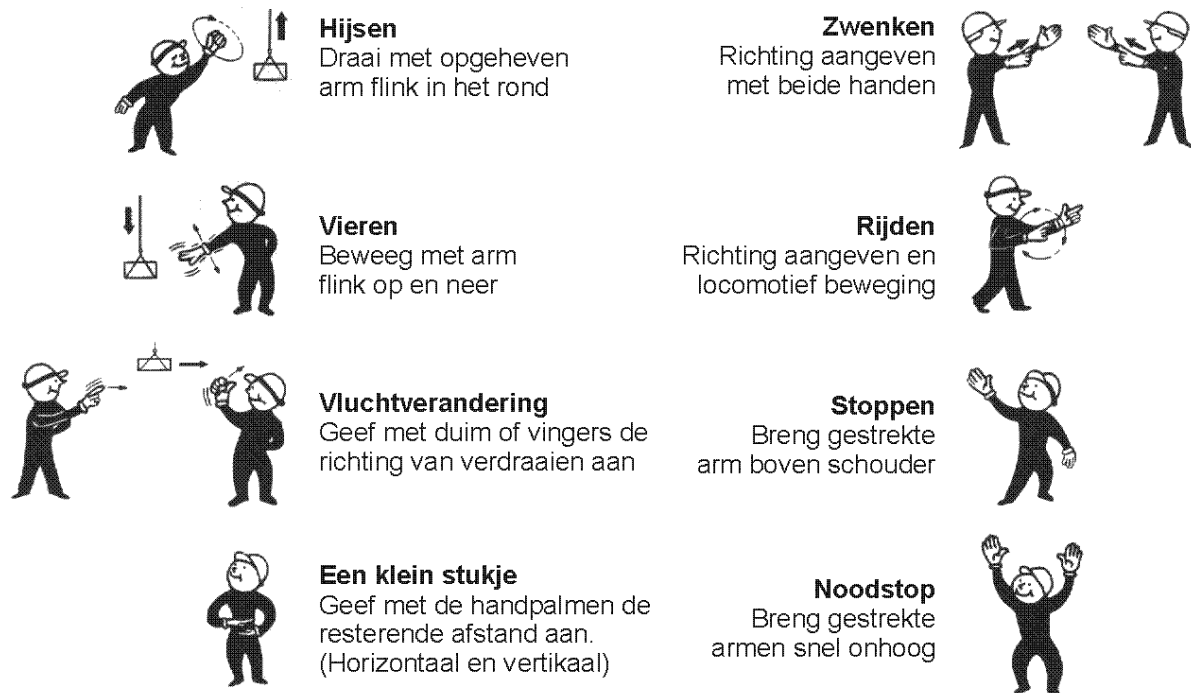 Hijsen
Draai met opgeheven
arm flink in het rond
Vieren
Beweeg met arm
flink op en neer
Vluchtverandering
Geef met duim of vingers de
richting van verdraaien aan
Een klein stukje
Geef met de handpalmen de
resterende afstand aan.
(Horizontaal en vertikaal)
Zwenken
Richting aangeven
met beide handen
Rijden
Richting aangeven en
locomotief beweging
Stoppen
Breng gestrekte
arm boven schouder
Noodstop
Breng gestrekte
armen snel onhoog